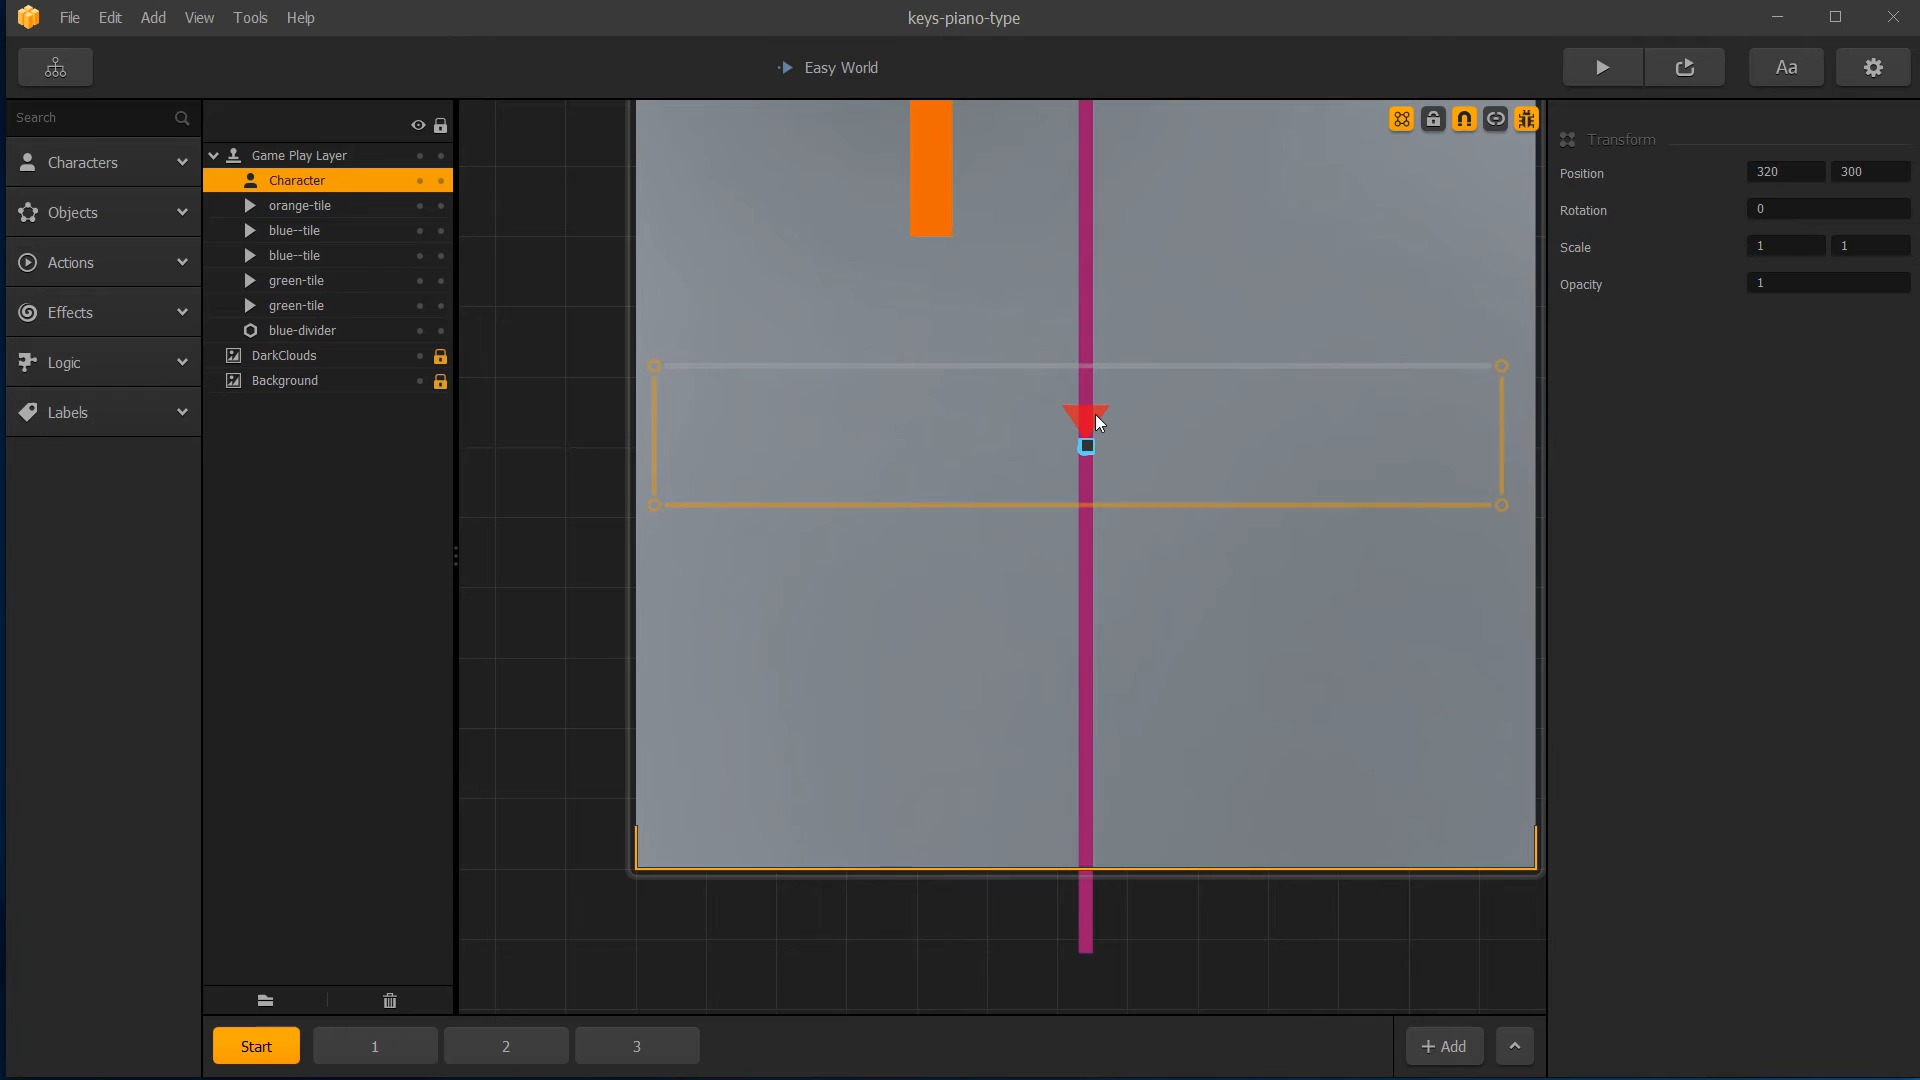 File Edit Add View Tools Help
keys-piano-type
Easy World
Aa
Search
Characters
Objects
Actions
Effects
Logic
Labels
Game Play Layer
Character
orange-tile
blue--tile
blue--tile
green-tile
green-tile
blue-divider
DarkClouds
Background
Transform
Position 320 300
Rotation 0
Scale 1 1
Opacity 1
Start 1 2 3
+ Add